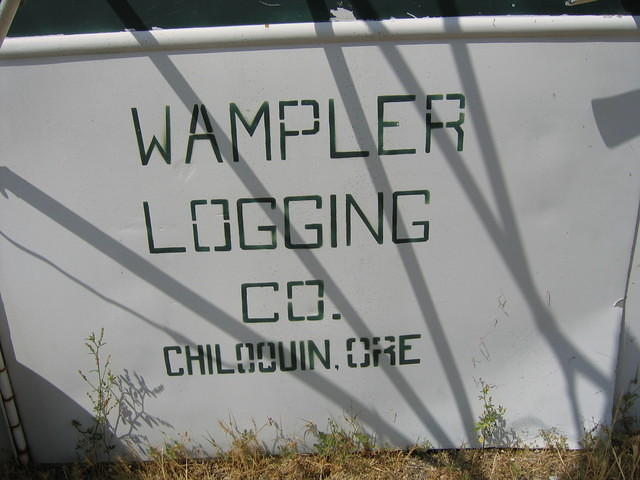 WAMPLER
LOGGING
CO.
CHILOQUIN, ORE